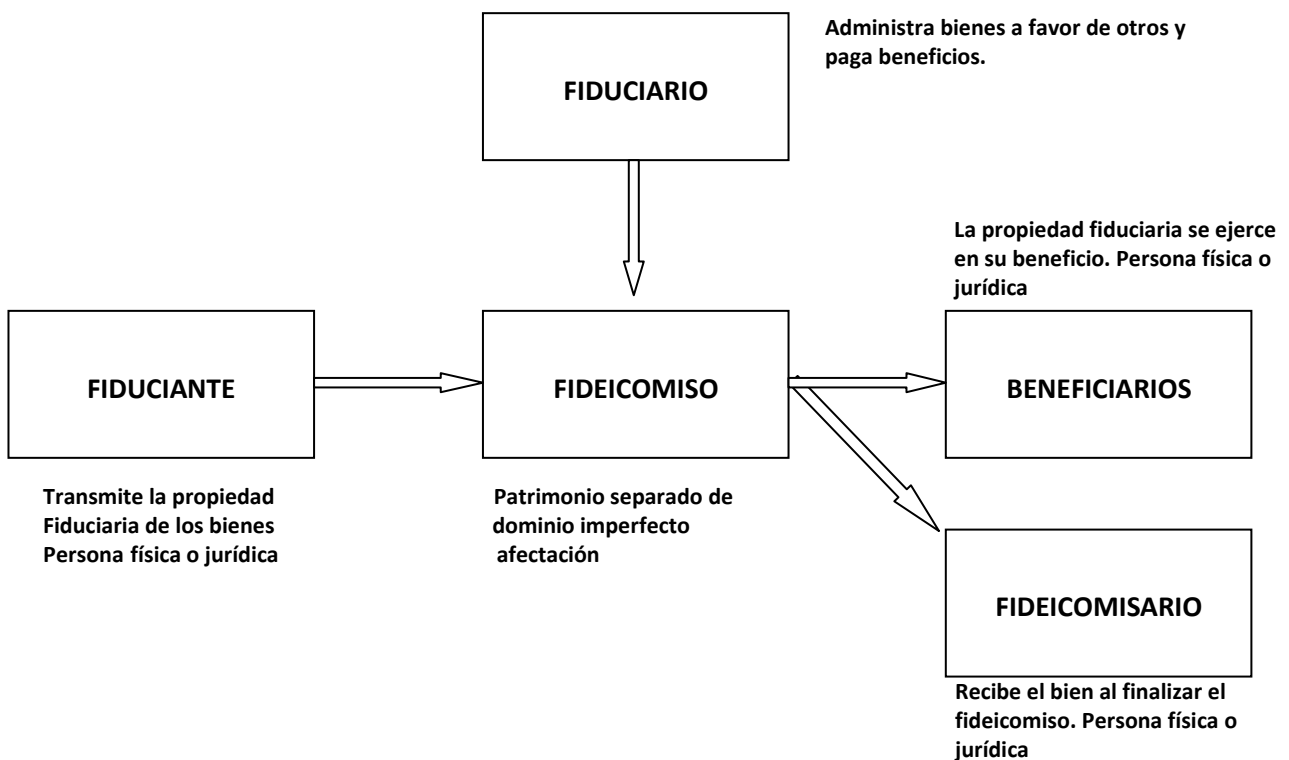 Administra bienes a favor de otros y
paga beneficios.
FIDUCIARIO
La propiedad fiduciaria se ejerce
en su beneficio. Persona física o
jurídica
FIDUCIANTE
FIDEICOMISO
BENEFICIARIOS
Transmite la propiedad
Fiduciaria de los bienes
Persona física o jurídica
Patrimonio separado de
dominio imperfecto
afectación
FIDEICOMISARIO
Recibe el bien al finalizar el
fideicomiso. Persona física o
jurídica